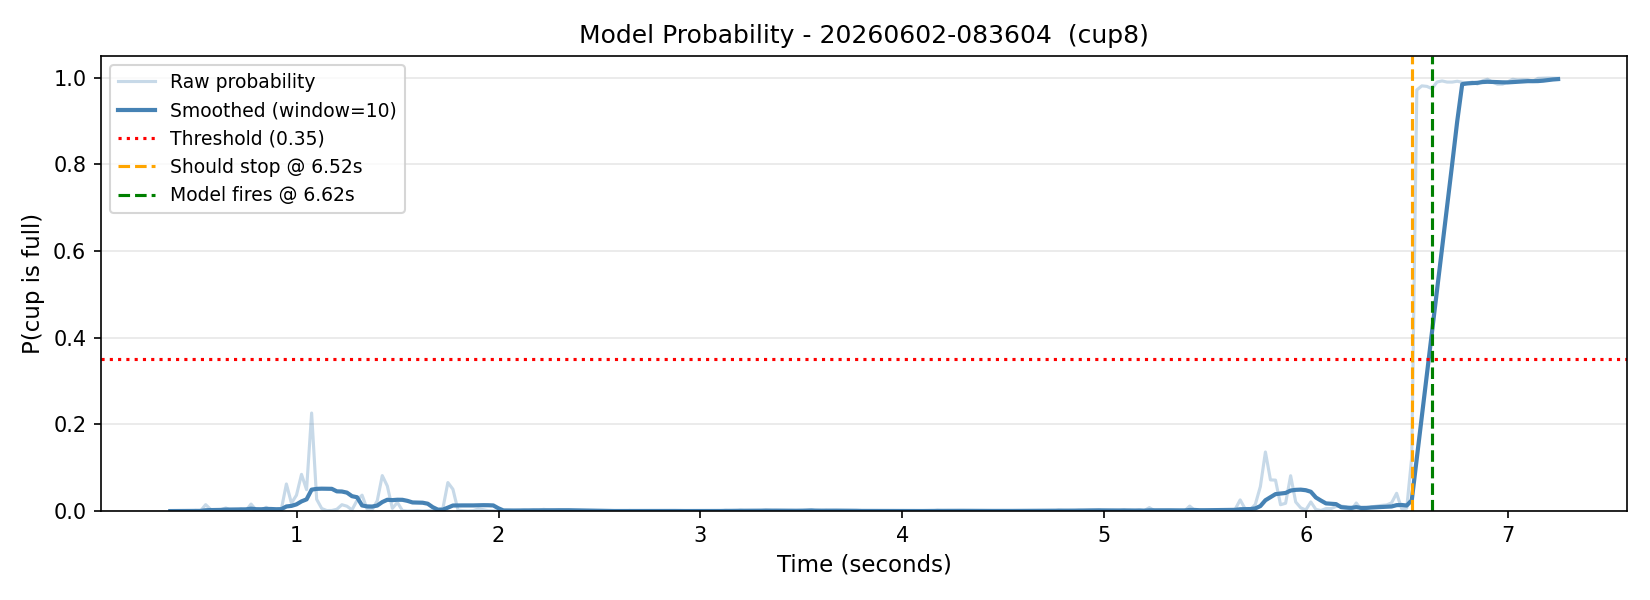 Model Probability - 20260602-083604  (cup8)
Raw probability
Smoothed (window=10)
Threshold (0.35)
Should stop @ 6.52s
Model fires @ 6.62s
P(cup is full)
1.0
0.8
0.6
0.4
0.2
0.0
1 2 3 4 5 6 7
Time (seconds)